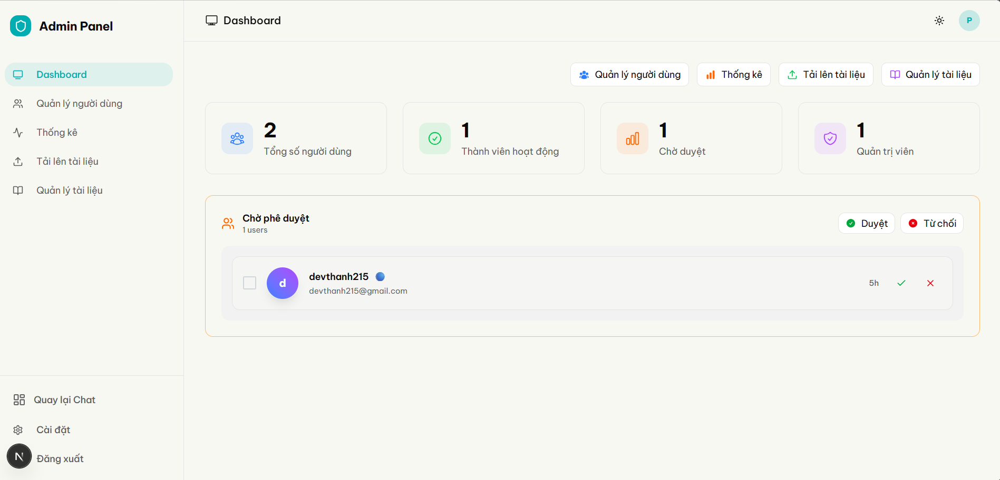 Admin Panel
Dashboard
Quản lý người dùng
Thống kê
Tải lên tài liệu
Quản lý tài liệu
Quay lại Chat
Cài đặt
N
Đăng xuất
Dashboard
P
Quản lý người dùng
Thống kê
Tải lên tài liệu
Quản lý tài liệu
2
Tổng số người dùng
1
Thành viên hoạt động
1
Chờ duyệt
1
Quản trị viên
Chờ phê duyệt
1 users
Duyệt
Từ chối
d
devthanh215
devthanh215@gmail.com
5h